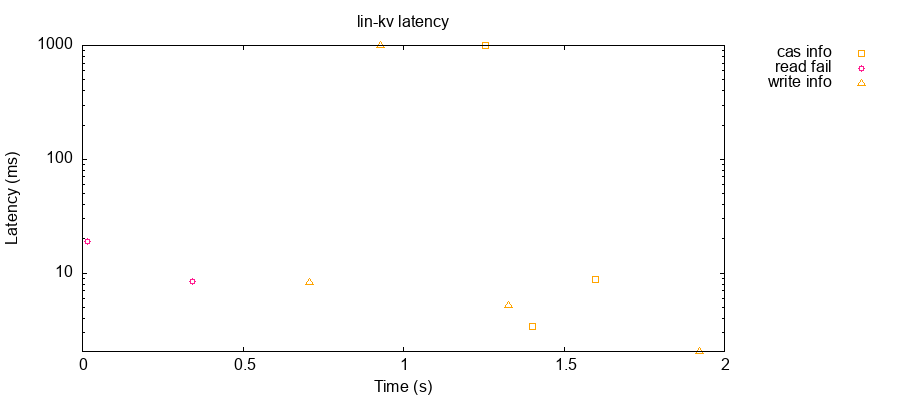 lin-kv latency
1000
100
10
Latency (ms)
0
0.5
1
1.5
2
Time (s)
cas info
read fail
write info